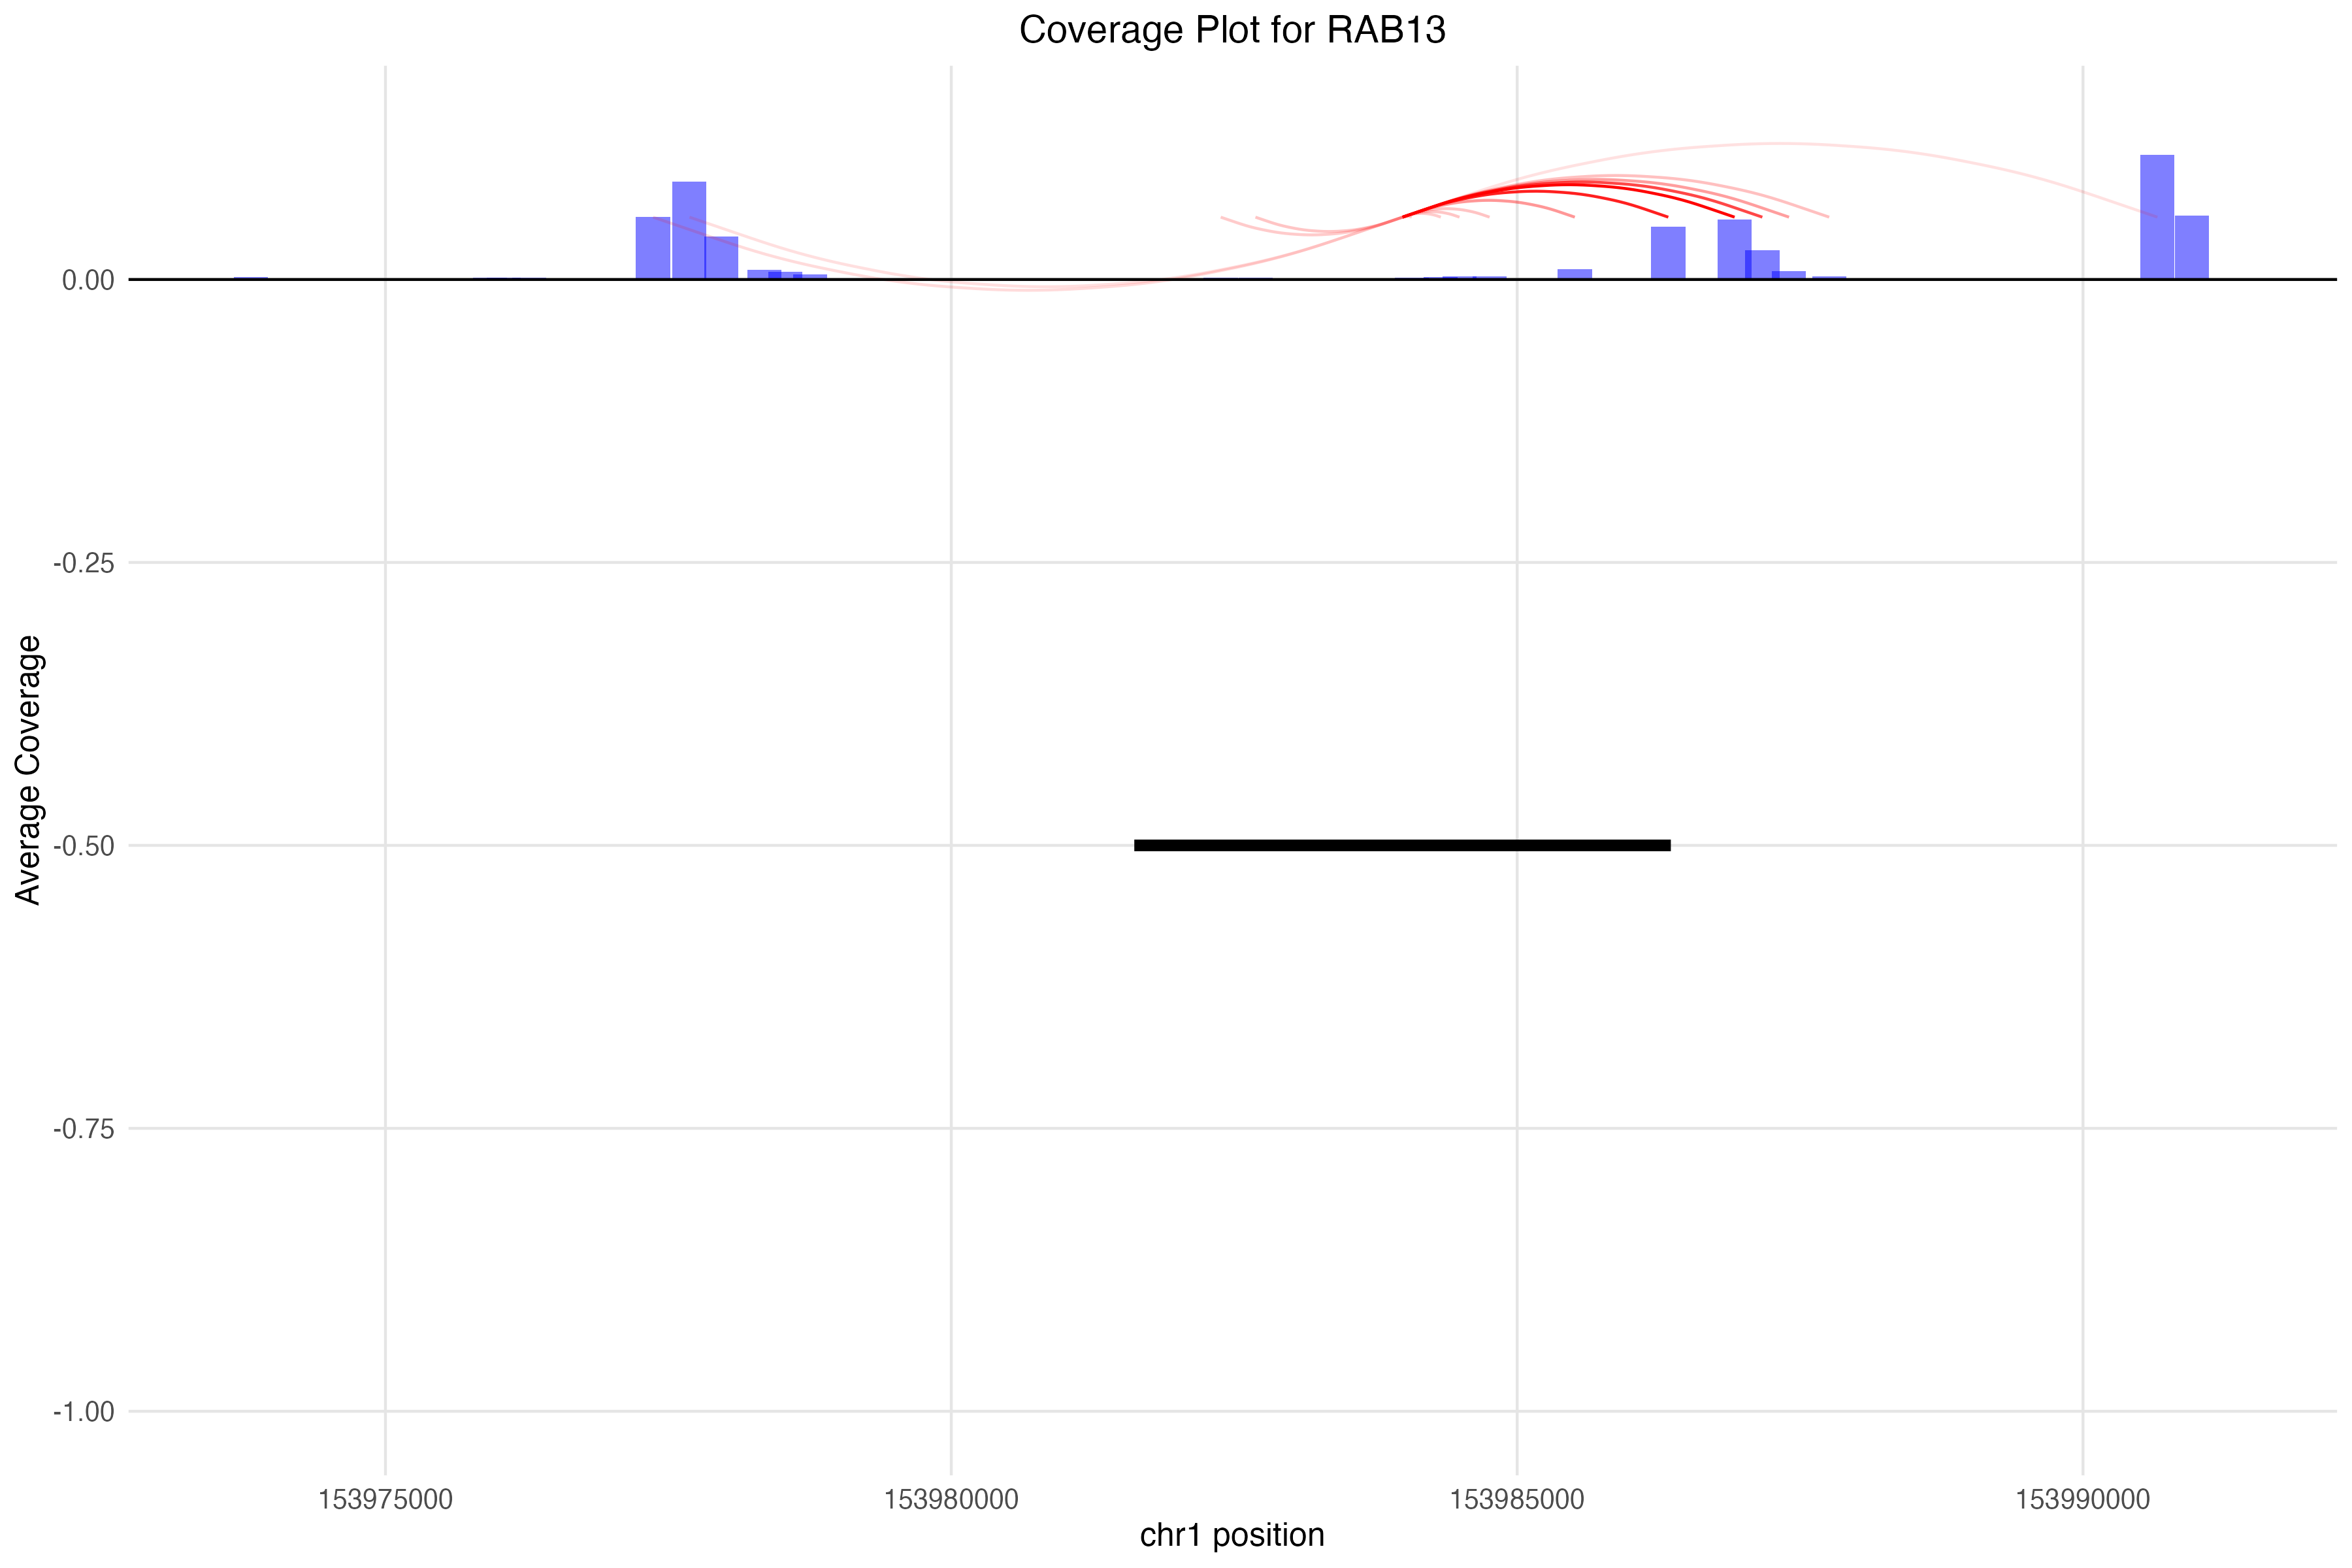 Coverage Plot for RAB13
Average Coverage
0.00
-0.25
-0.50
-0.75
-1.00
153975000 153980000 153985000 153990000
chr1 position